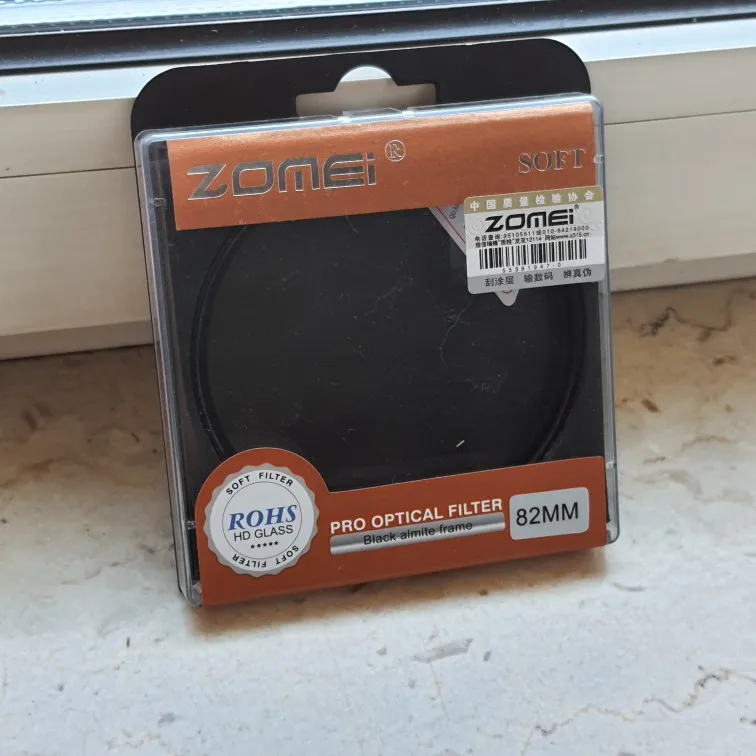 ZOMEi®
SOFT
中国质量检验协会
ZOMEi®
刮涂层 输数码 辨真伪
SOFT FILTER
ROHS
HD GLASS
★★★★★
SOFT FILTER
PRO OPTICAL FILTER
Black almite frame
82MM